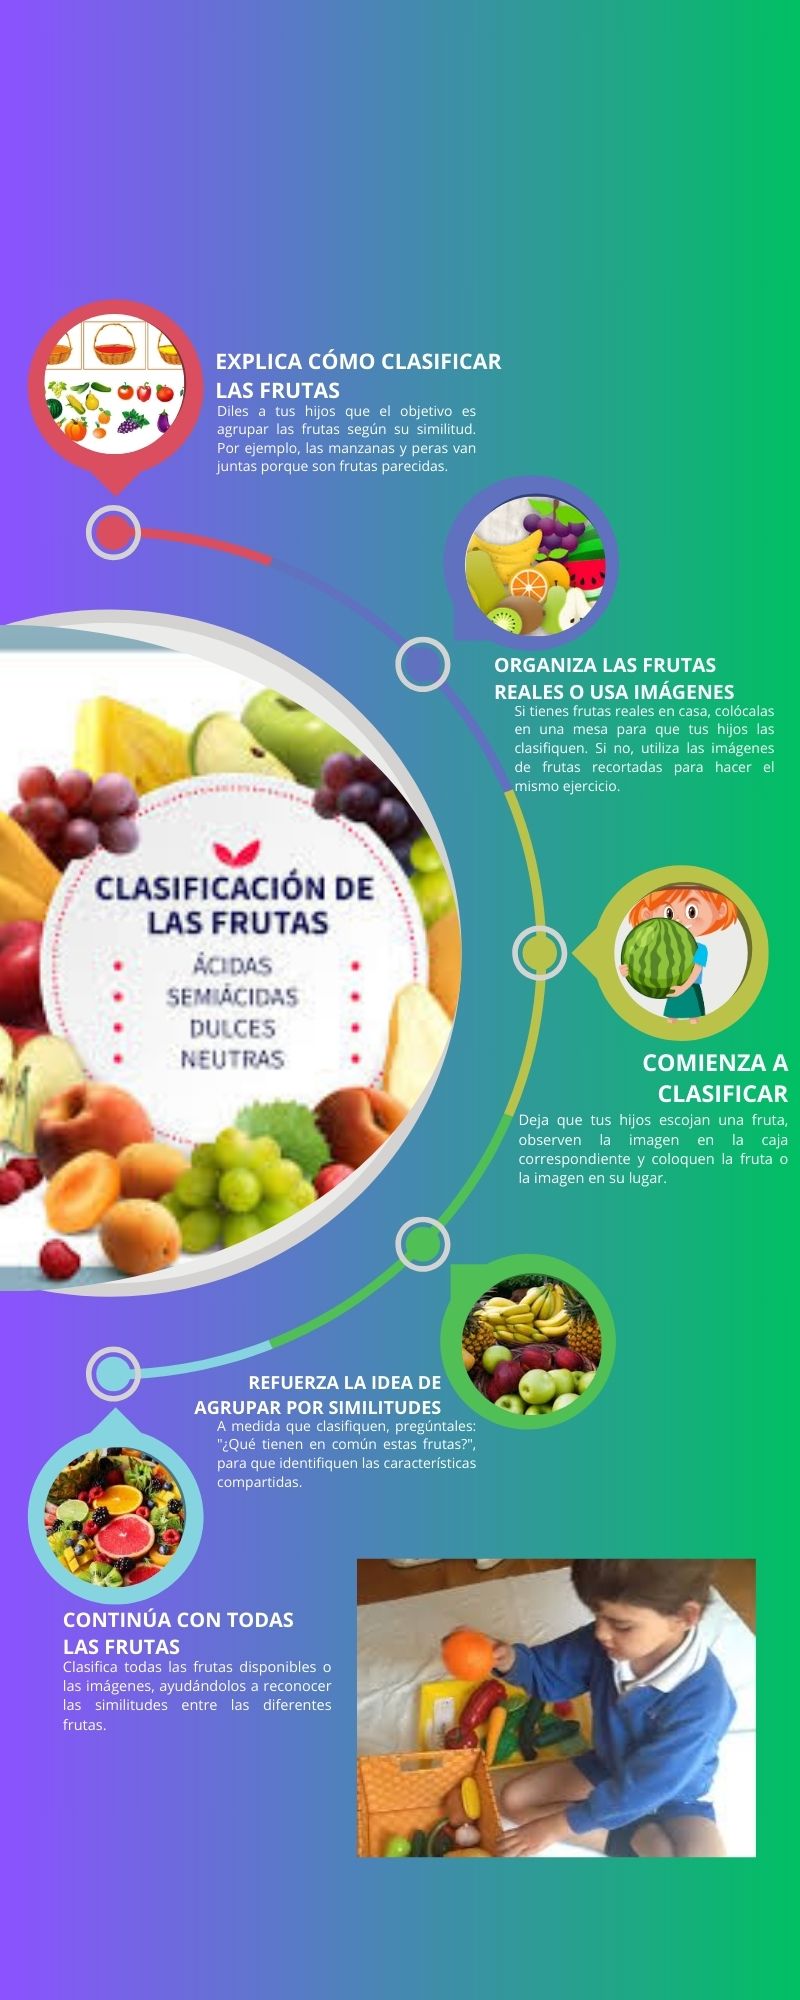 EXPLICA CÓMO CLASIFICAR
LAS FRUTAS
Diles a tus hijos que el objetivo es
agrupar las frutas según su similitud.
Por ejemplo, las manzanas y peras van
juntas porque son frutas parecidas.
ORGANIZA LAS FRUTAS
REALES O USA IMÁGENES
Si tienes frutas reales en casa, colócalas
en una mesa para que tus hijos las
clasifiquen. Si no, utiliza las imágenes
de frutas recortadas para hacer el
mismo ejercicio.
CLASIFICACIÓN DE
LAS FRUTAS
ÁCIDAS
SEMIÁCIDAS
DULCES
NEUTRAS
COMIENZA A
CLASIFICAR
Deja que tus hijos escojan una fruta,
observen la imagen en la caja
correspondiente y coloquen la fruta o
la imagen en su lugar.
REFUERZA LA IDEA DE
AGRUPAR POR SIMILITUDES
A medida que clasifiquen, pregúntales:
"¿Qué tienen en común estas frutas?",
para que identifiquen las características
compartidas.
CONTINÚA CON TODAS
LAS FRUTAS
Clasifica todas las frutas disponibles o
las imágenes, ayudándolos a reconocer
las similitudes entre las diferentes
frutas.